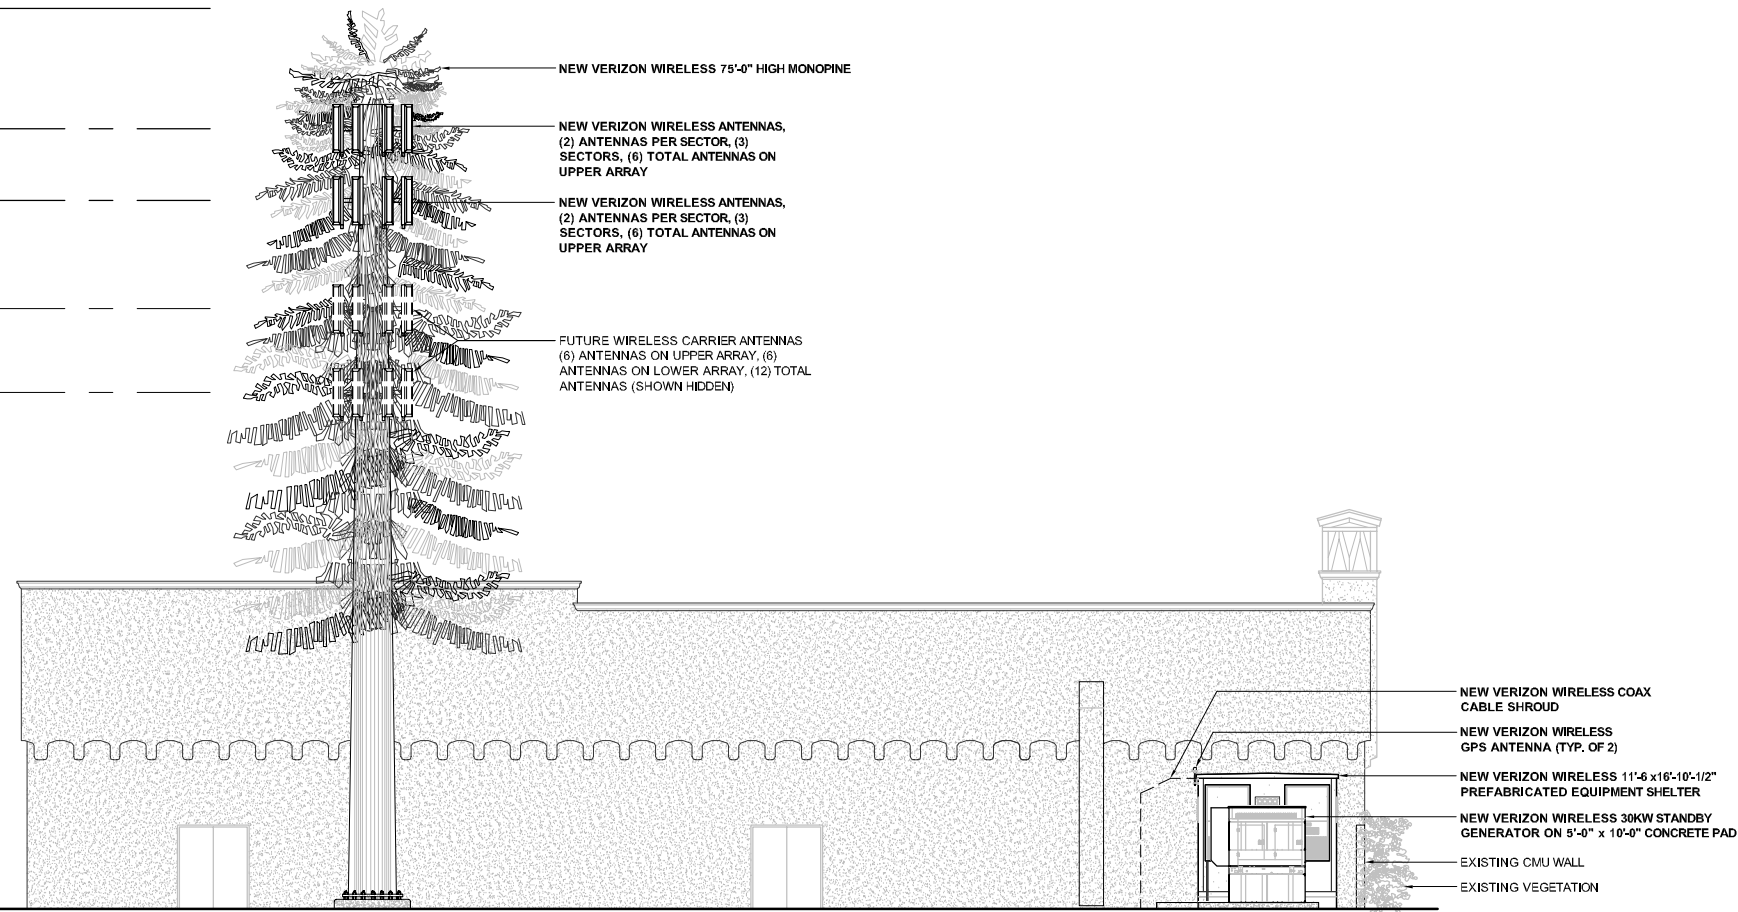 NEW VERIZON WIRELESS 75'-0" HIGH MONOPINE
NEW VERIZON WIRELESS ANTENNAS,
(2) ANTENNAS PER SECTOR, (3)
SECTORS, (6) TOTAL ANTENNAS ON
UPPER ARRAY
NEW VERIZON WIRELESS ANTENNAS,
(2) ANTENNAS PER SECTOR, (3)
SECTORS, (6) TOTAL ANTENNAS ON
UPPER ARRAY
FUTURE WIRELESS CARRIER ANTENNAS
(6) ANTENNAS ON UPPER ARRAY, (6)
ANTENNAS ON LOWER ARRAY, (12) TOTAL
ANTENNAS (SHOWN HIDDEN)
NEW VERIZON WIRELESS COAX
CABLE SHROUD
NEW VERIZON WIRELESS
GPS ANTENNA (TYP. OF 2)
NEW VERIZON WIRELESS 11'-6 x16'-10'-1/2"
PREFABRICATED EQUIPMENT SHELTER
NEW VERIZON WIRELESS 30KW STANDBY
GENERATOR ON 5'-0" x 10'-0" CONCRETE PAD
EXISTING CMU WALL
EXISTING VEGETATION